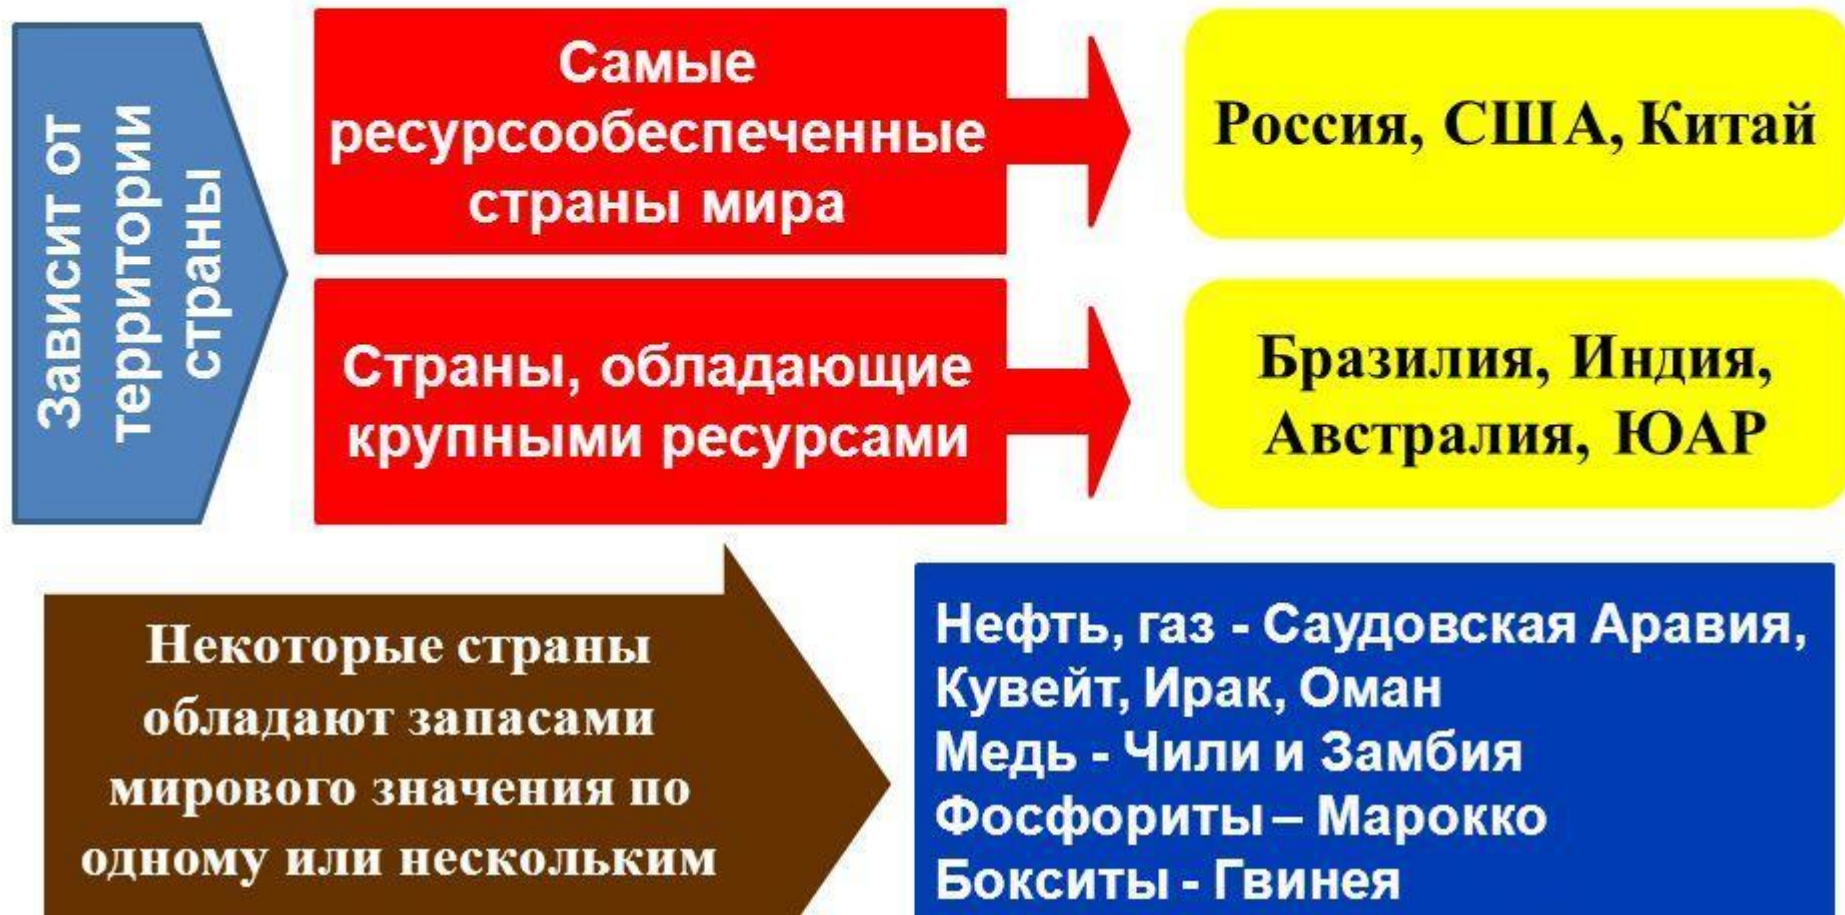 Зависит от
территории
страны
Самые
ресурсообеспеченные
страны мира
Россия, США, Китай
Страны, обладающие
крупными ресурсами
Бразилия, Индия,
Австралия, ЮАР
Некоторые страны
обладают запасами
мирового значения по
одному или нескольким
Нефть, газ - Саудовская Аравия,
Кувейт, Ирак, Оман
Медь - Чили и Замбия
Фосфориты – Марокко
Бокситы - Гвинея